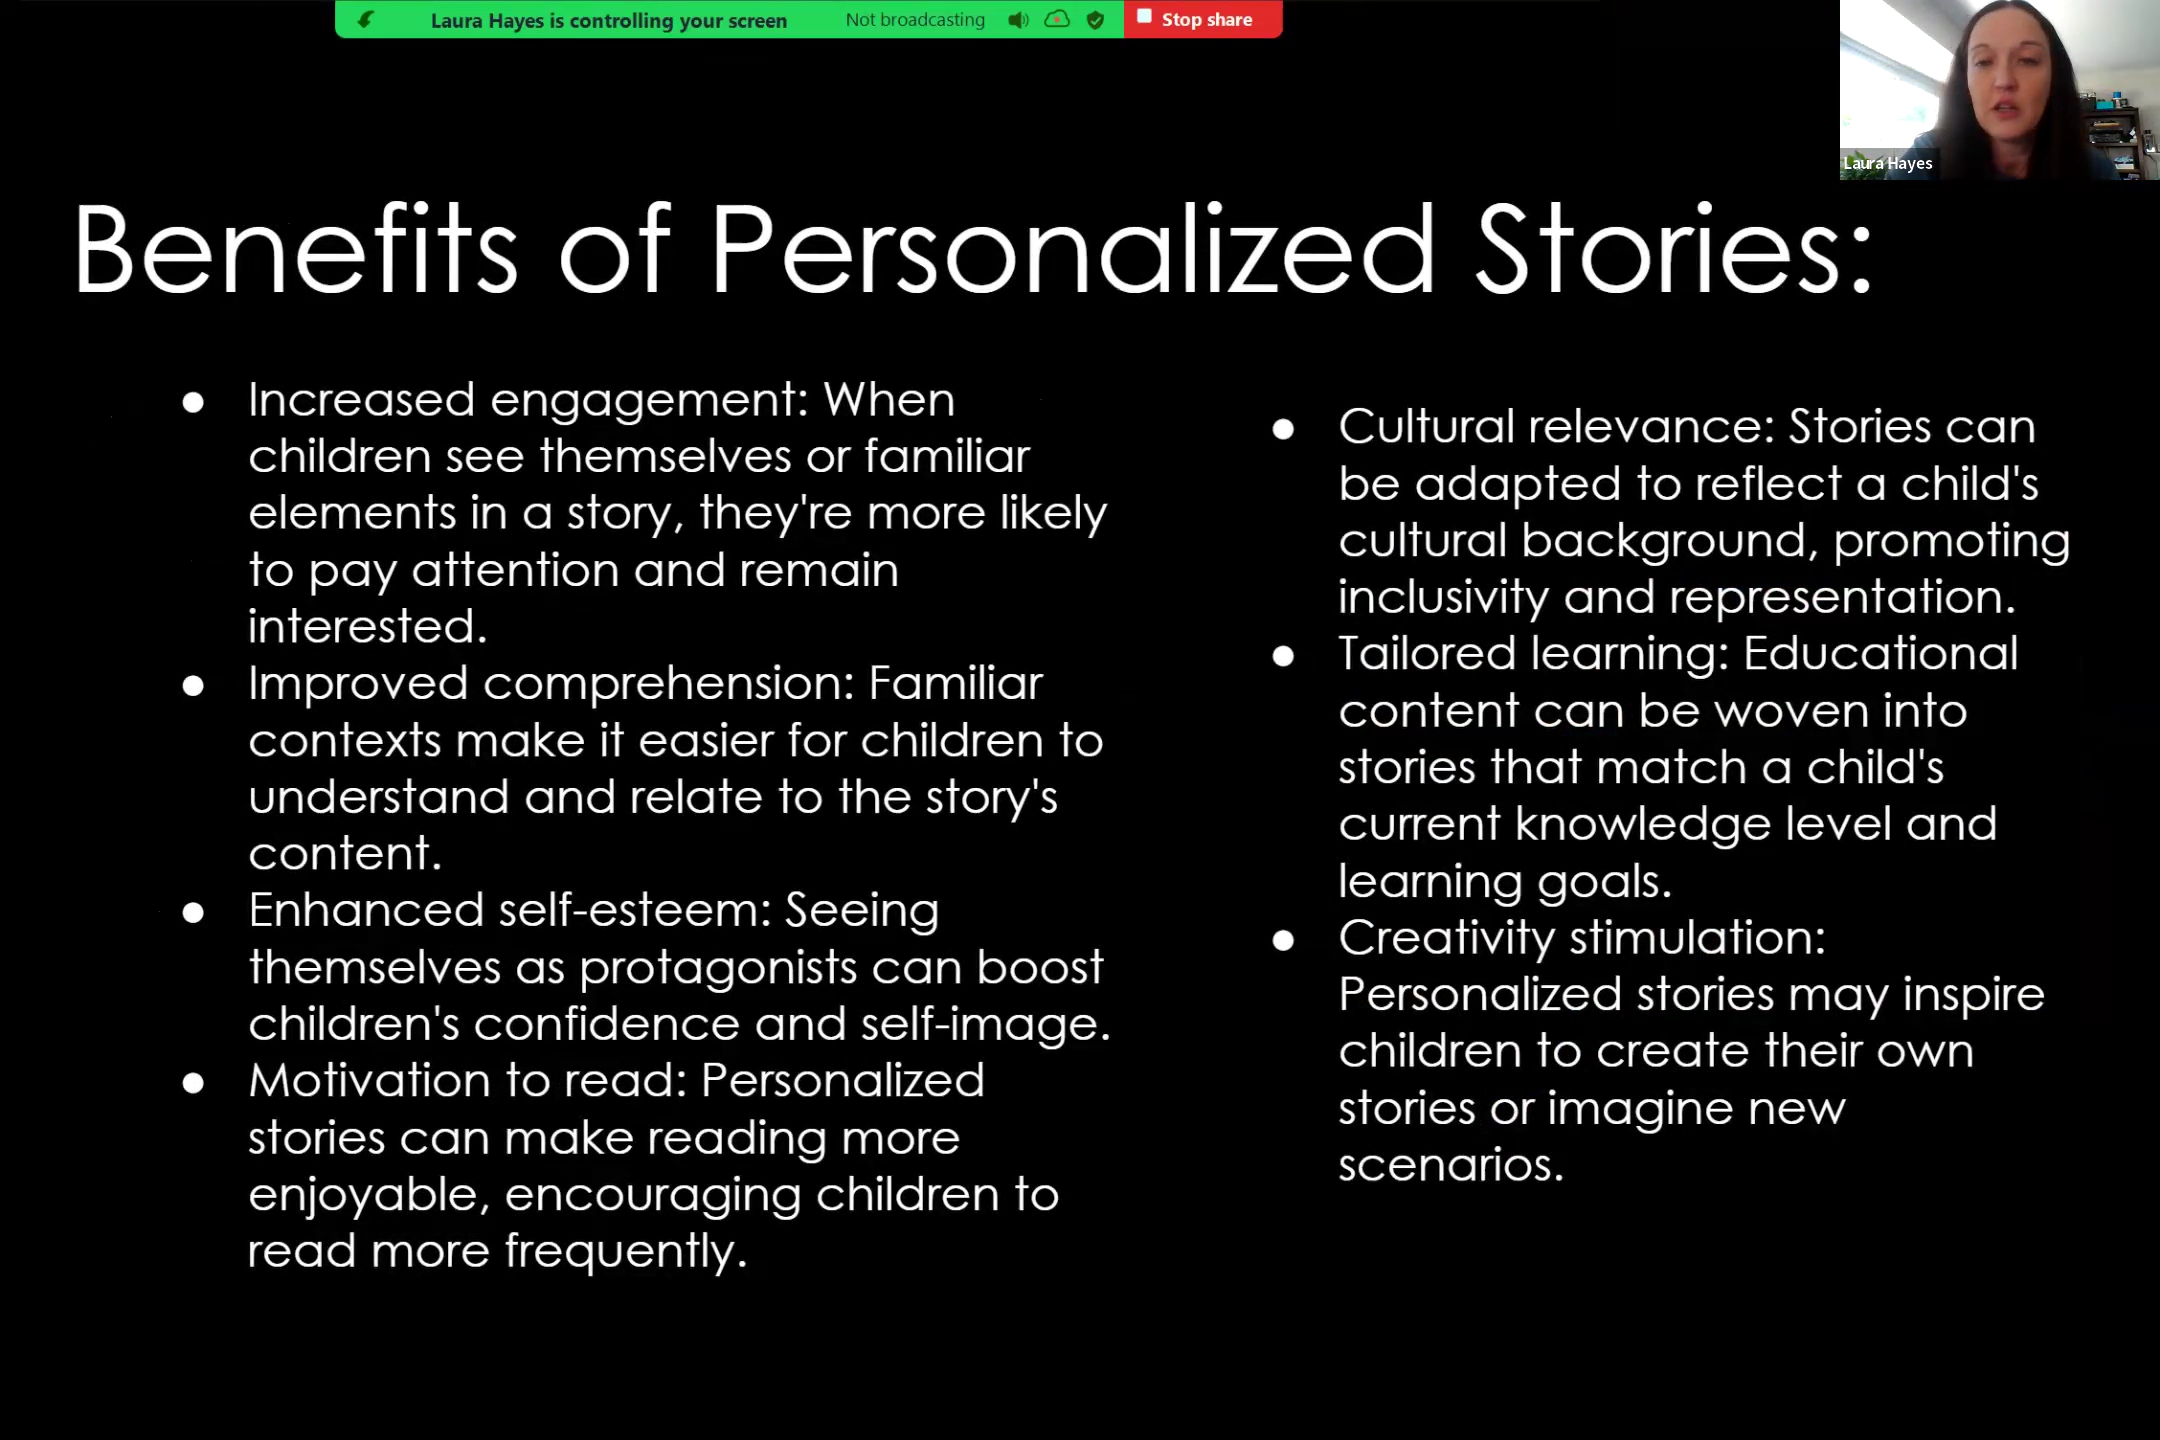 Laura Hayes is controlling your screen
Not broadcasting
Stop share
Laura Hayes
Benefits of Personalized Stories:
● Increased engagement: When
children see themselves or familiar
elements in a story, they're more likely
to pay attention and remain
interested.
● Improved comprehension: Familiar
contexts make it easier for children to
understand and relate to the story's
content.
● Enhanced self-esteem: Seeing
themselves as protagonists can boost
children's confidence and self-image.
● Motivation to read: Personalized
stories can make reading more
enjoyable, encouraging children to
read more frequently.
● Cultural relevance: Stories can
be adapted to reflect a child's
cultural background, promoting
inclusivity and representation.
● Tailored learning: Educational
content can be woven into
stories that match a child's
current knowledge level and
learning goals.
● Creativity stimulation:
Personalized stories may inspire
children to create their own
stories or imagine new
scenarios.